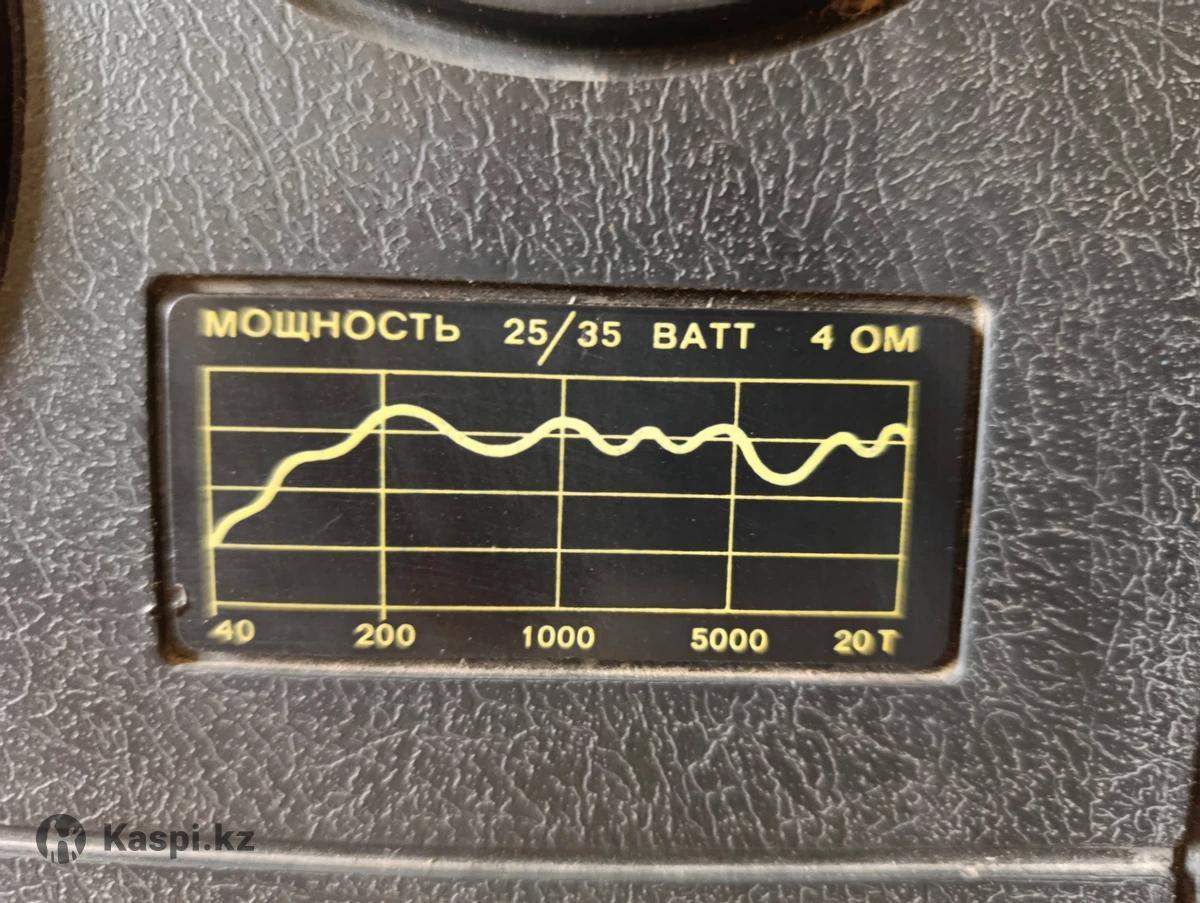 МОЩНОСТЬ 25/35 ВАТТ 4 ОМ
40 200 1000 5000 20Т
Kaspi.kz